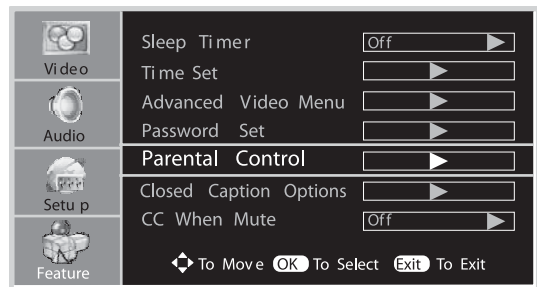 Video
Audio
Setup
Feature
Sleep Timer Off
Time Set
Advanced Video Menu
Password Set
Parental Control
Closed Caption Options
CC When Mute Off
To Move OK To Select Exit To Exit